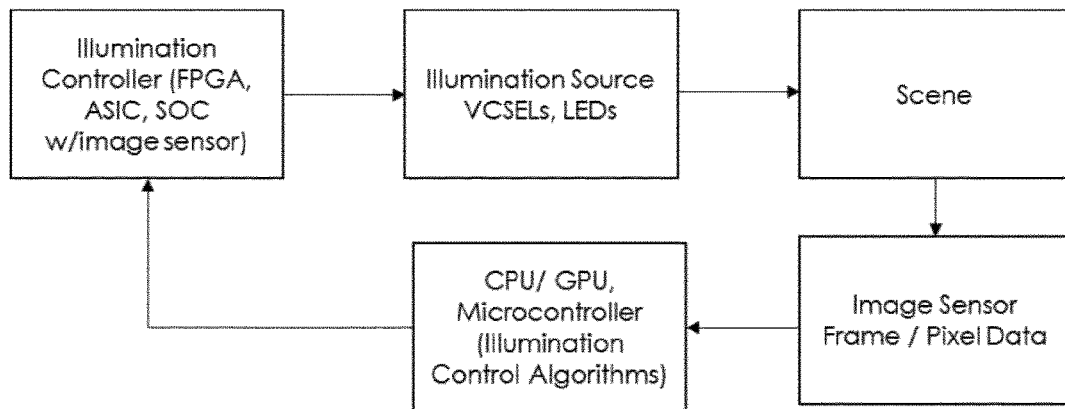 Illumination
Controller (FPGA,
ASIC, SOC
w/image sensor)
Illumination Source
VCSELs, LEDs
Scene
CPU/ GPU,
Microcontroller
(Illumination
Control Algorithms)
Image Sensor
Frame / Pixel Data